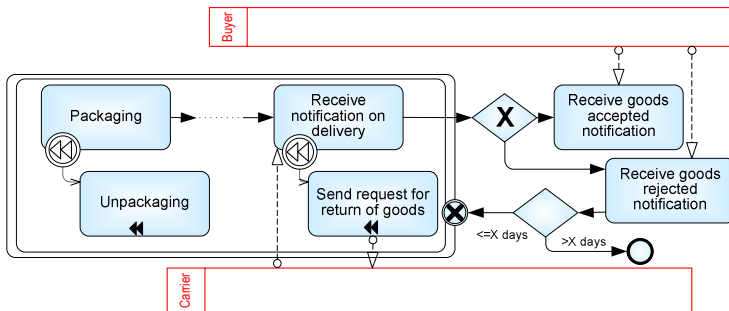 Buyer
Packaging
Receive
notification on
delivery
X
Receive goods
accepted
notification
Unpackaging
Send request for
return of goods
Receive goods
rejected
notification
<=X days
>X days
Carrier